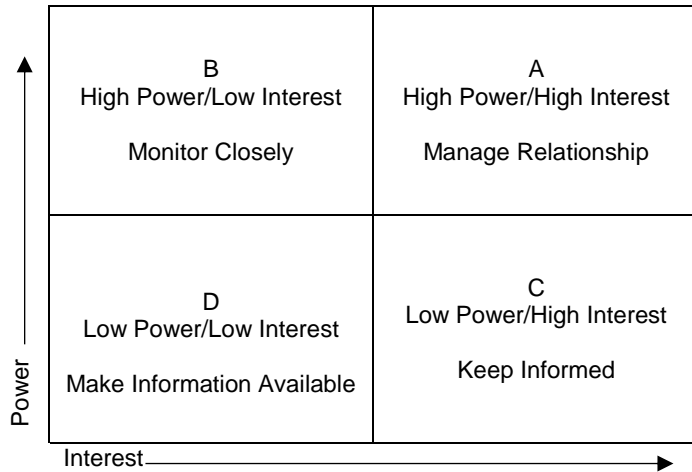 B
High Power/Low Interest
Monitor Closely
A
High Power/High Interest
Manage Relationship
D
Low Power/Low Interest
Make Information Available
C
Low Power/High Interest
Keep Informed
Power
Interest